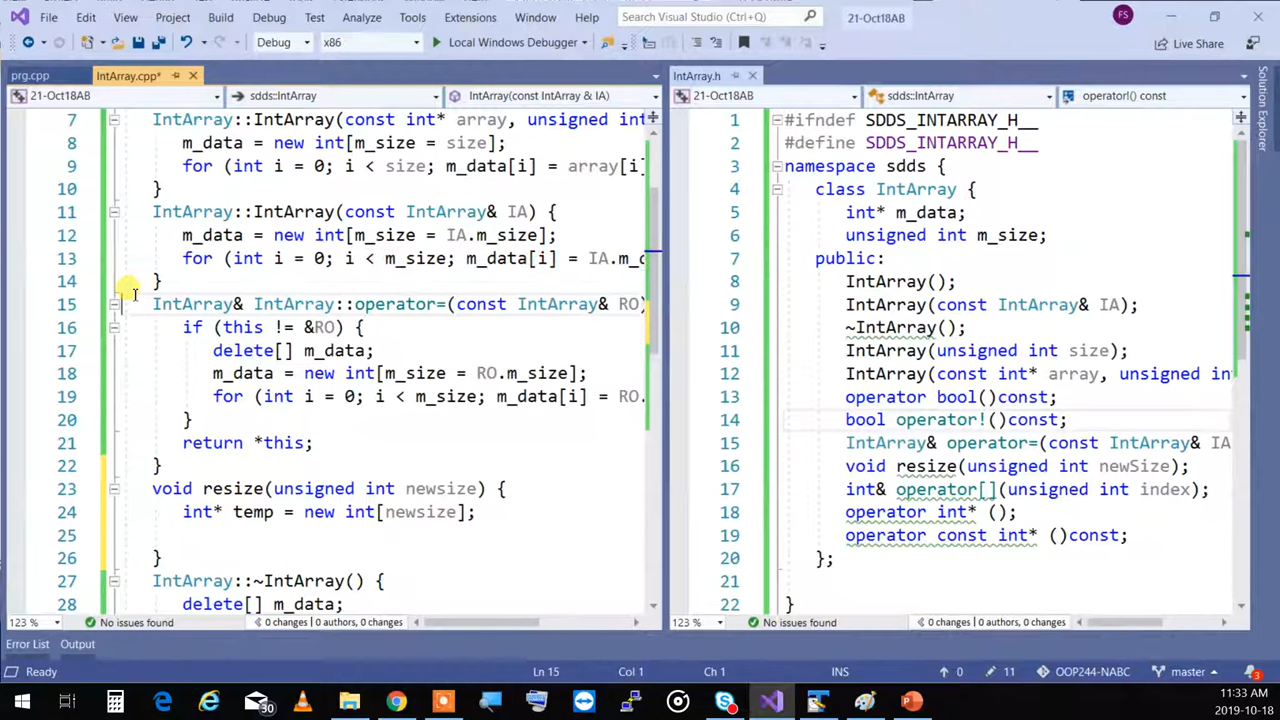 File Edit View Project Build Debug Test Analyze Tools Extensions Window Help Search Visual Studio (Ctrl+Q) 21-Oct18AB FS
Debug x86 Local Windows Debugger Live Share
prg.cpp IntArray.cpp*
21-Oct18AB sdds::IntArray IntArray(const IntArray & IA)
7 IntArray::IntArray(const int* array, unsigned int
8 m_data = new int[m_size = size];
9 for (int i = 0; i < size; m_data[i] = array[i]
10 }
11 IntArray::IntArray(const IntArray& IA) {
12 m_data = new int[m_size = IA.m_size];
13 for (int i = 0; i < m_size; m_data[i] = IA.m_d
14 }
15 IntArray& IntArray::operator=(const IntArray& RO)
16 if (this != &RO) {
17 delete[] m_data;
18 m_data = new int[m_size = RO.m_size];
19 for (int i = 0; i < m_size; m_data[i] = RO.
20 }
21 return *this;
22 }
23 void resize(unsigned int newsize) {
24 int* temp = new int[newsize];
25
26 }
27 IntArray::~IntArray() {
28 delete[] m_data;
123 % No issues found 0 changes | 0 authors, 0 changes
IntArray.h
21-Oct18AB sdds::IntArray operator!() const
1 #ifndef SDDS_INTARRAY_H__
2 #define SDDS_INTARRAY_H__
3 namespace sdds {
4 class IntArray {
5 int* m_data;
6 unsigned int m_size;
7 public:
8 IntArray();
9 IntArray(const IntArray& IA);
10 ~IntArray();
11 IntArray(unsigned int size);
12 IntArray(const int* array, unsigned in
13 operator bool()const;
14 bool operator!()const;
15 IntArray& operator=(const IntArray& IA
16 void resize(unsigned int newSize);
17 int& operator[](unsigned int index);
18 operator int* ();
19 operator const int* ()const;
20 };
21
22 }
123 % No issues found 0 changes | 0 authors, 0 changes
Solution Explorer
Error List Output
Ready Ln 15 Col 1 Ch 1 INS 0 11 OOP244-NABC master 3
30 11:33 AM
2019-10-18